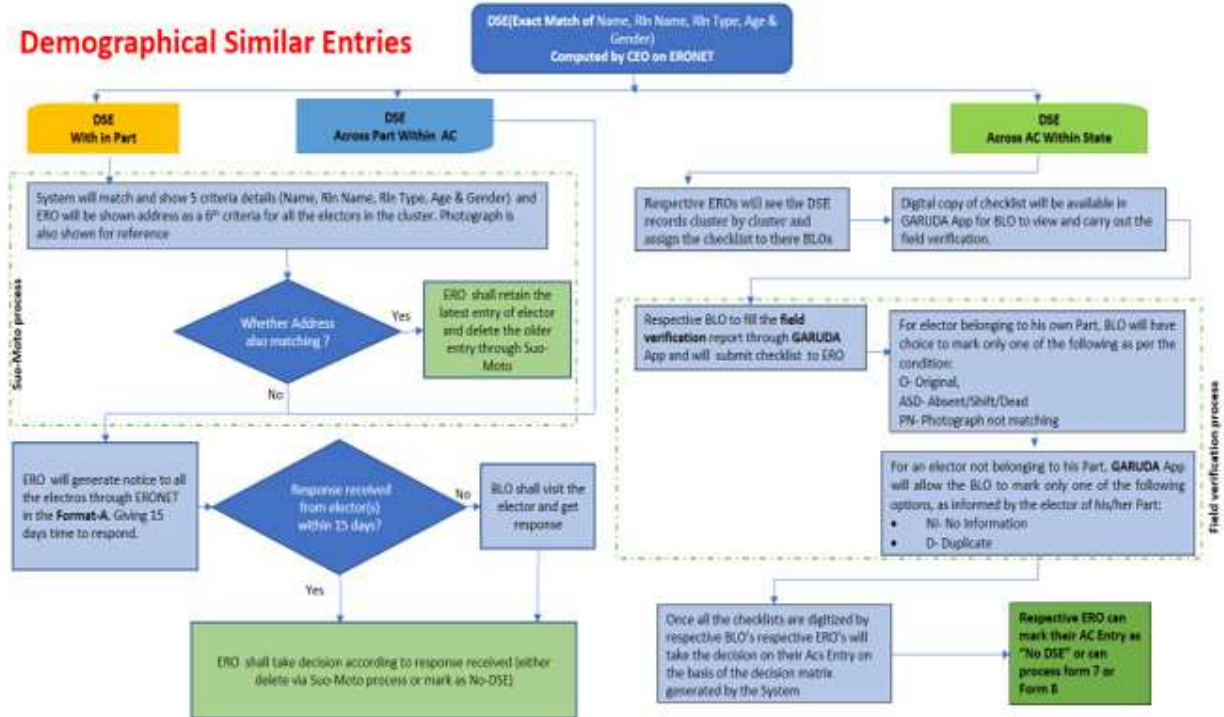 Demographical Similar Entries
DSE(Exact Match of Name, Rln Name, Rln Type, Age &
Gender)
Computed by CEO on ERONET
DSE
With in Part
DSE
Across Part Within AC
DSE
Across AC Within State
System will match and show 5 criteria details (Name, Rln Name, Rln Type, Age & Gender) and
ERO will be shown address as a 6th criteria for all the electors in the cluster. Photograph is
also shown for reference
Suo-Moto process
Whether Address
also matching ?
Yes
ERO shall retain the
latest entry of elector
and delete the older
entry through Suo-
Moto
No
ERO will generate notice to all
the electros through ERONET
in the Format-A. Giving 15
days time to respond.
Response received
from elector(s)
within 15 days?
No
BLO shall visit the
elector and get
response
Yes
ERO shall take decision according to response received (either
delete via Suo-Moto process or mark as No-DSE)
Respective EROs will see the DSE
records cluster by cluster and
assign the checklist to there BLOs
Digital copy of checklist will be available in
GARUDA App for BLO to view and carry out the
field verification.
Respective BLO to fill the field
verification report through GARUDA
App and will submit checklist to ERO
For elector belonging to his own Part, BLO will have
choice to mark only one of the following as per the
condition:
O- Original,
ASD- Absent/Shift/Dead
PN- Photograph not matching
For an elector not belonging to his Part, GARUDA App
will allow the BLO to mark only one of the following
options, as informed by the elector of his/her Part:
• NI- No Information
• D- Duplicate
Field verification process
Once all the checklists are digitized by
respective BLO's respective ERO's will
take the decision on their Acs Entry on
the basis of the decision matrix
generated by the System
Respective ERO can
mark their AC Entry as
"No DSE" or can
process form 7 or
Form 8